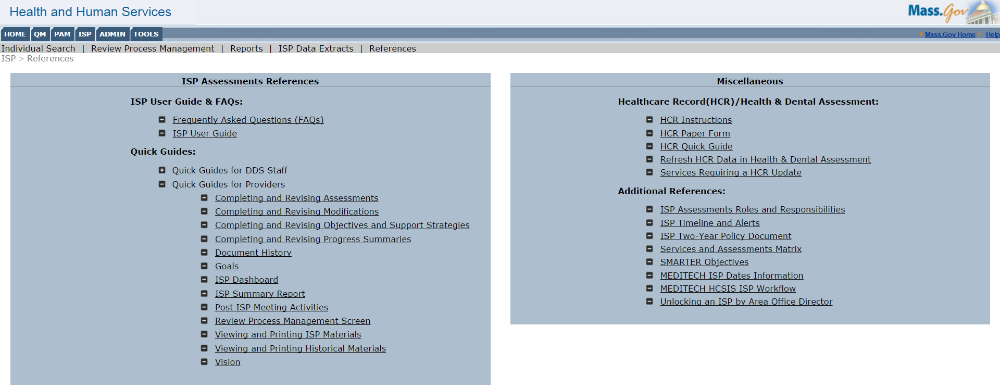 Health and Human Services
Mass.Gov
HOME QM PAM ISP ADMIN TOOLS
Mass.Gov Home Help
Individual Search | Review Process Management | Reports | ISP Data Extracts | References
ISP > References
ISP Assessments References
ISP User Guide & FAQs:
Frequently Asked Questions (FAQs)
ISP User Guide
Quick Guides:
Quick Guides for DDS Staff
Quick Guides for Providers
Completing and Revising Assessments
Completing and Revising Modifications
Completing and Revising Objectives and Support Strategies
Completing and Revising Progress Summaries
Document History
Goals
ISP Dashboard
ISP Summary Report
Post ISP Meeting Activities
Review Process Management Screen
Viewing and Printing ISP Materials
Viewing and Printing Historical Materials
Vision
Miscellaneous
Healthcare Record(HCR)/Health & Dental Assessment:
HCR Instructions
HCR Paper Form
HCR Quick Guide
Refresh HCR Data in Health & Dental Assessment
Services Requiring a HCR Update
Additional References:
ISP Assessments Roles and Responsibilities
ISP Timeline and Alerts
ISP Two-Year Policy Document
Services and Assessments Matrix
SMARTER Objectives
MEDITECH ISP Dates Information
MEDITECH HCSIS ISP Workflow
Unlocking an ISP by Area Office Director